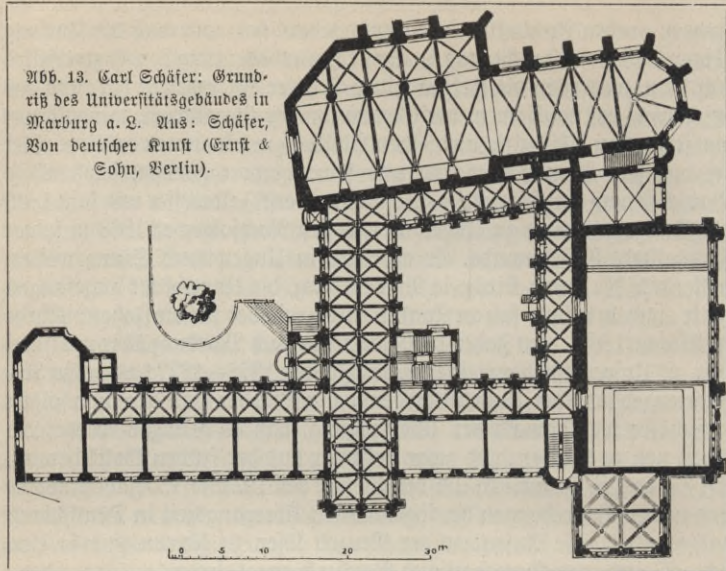 Abb. 13. Carl Schäfer: Grund-
riß des Universitätsgebäudes in
Marburg a. L. Aus: Schäfer,
Von deutscher Kunst (Ernst &
Sohn, Berlin).
0 5 10 20 30 m